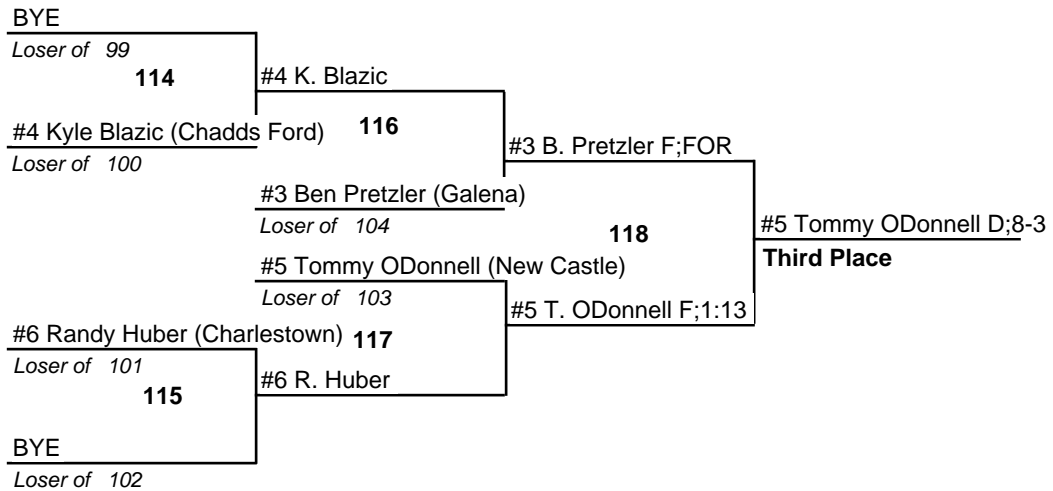 BYE
Loser of 99
114
#4 K. Blazic
#4 Kyle Blazic (Chadds Ford)
116
Loser of 100
#3 B. Pretzler F;FOR
#3 Ben Pretzler (Galena)
Loser of 104
118
#5 Tommy ODonnell D;8-3
Third Place
#5 Tommy ODonnell (New Castle)
Loser of 103
#5 T. ODonnell F;1:13
#6 Randy Huber (Charlestown)
117
Loser of 101
115
#6 R. Huber
BYE
Loser of 102